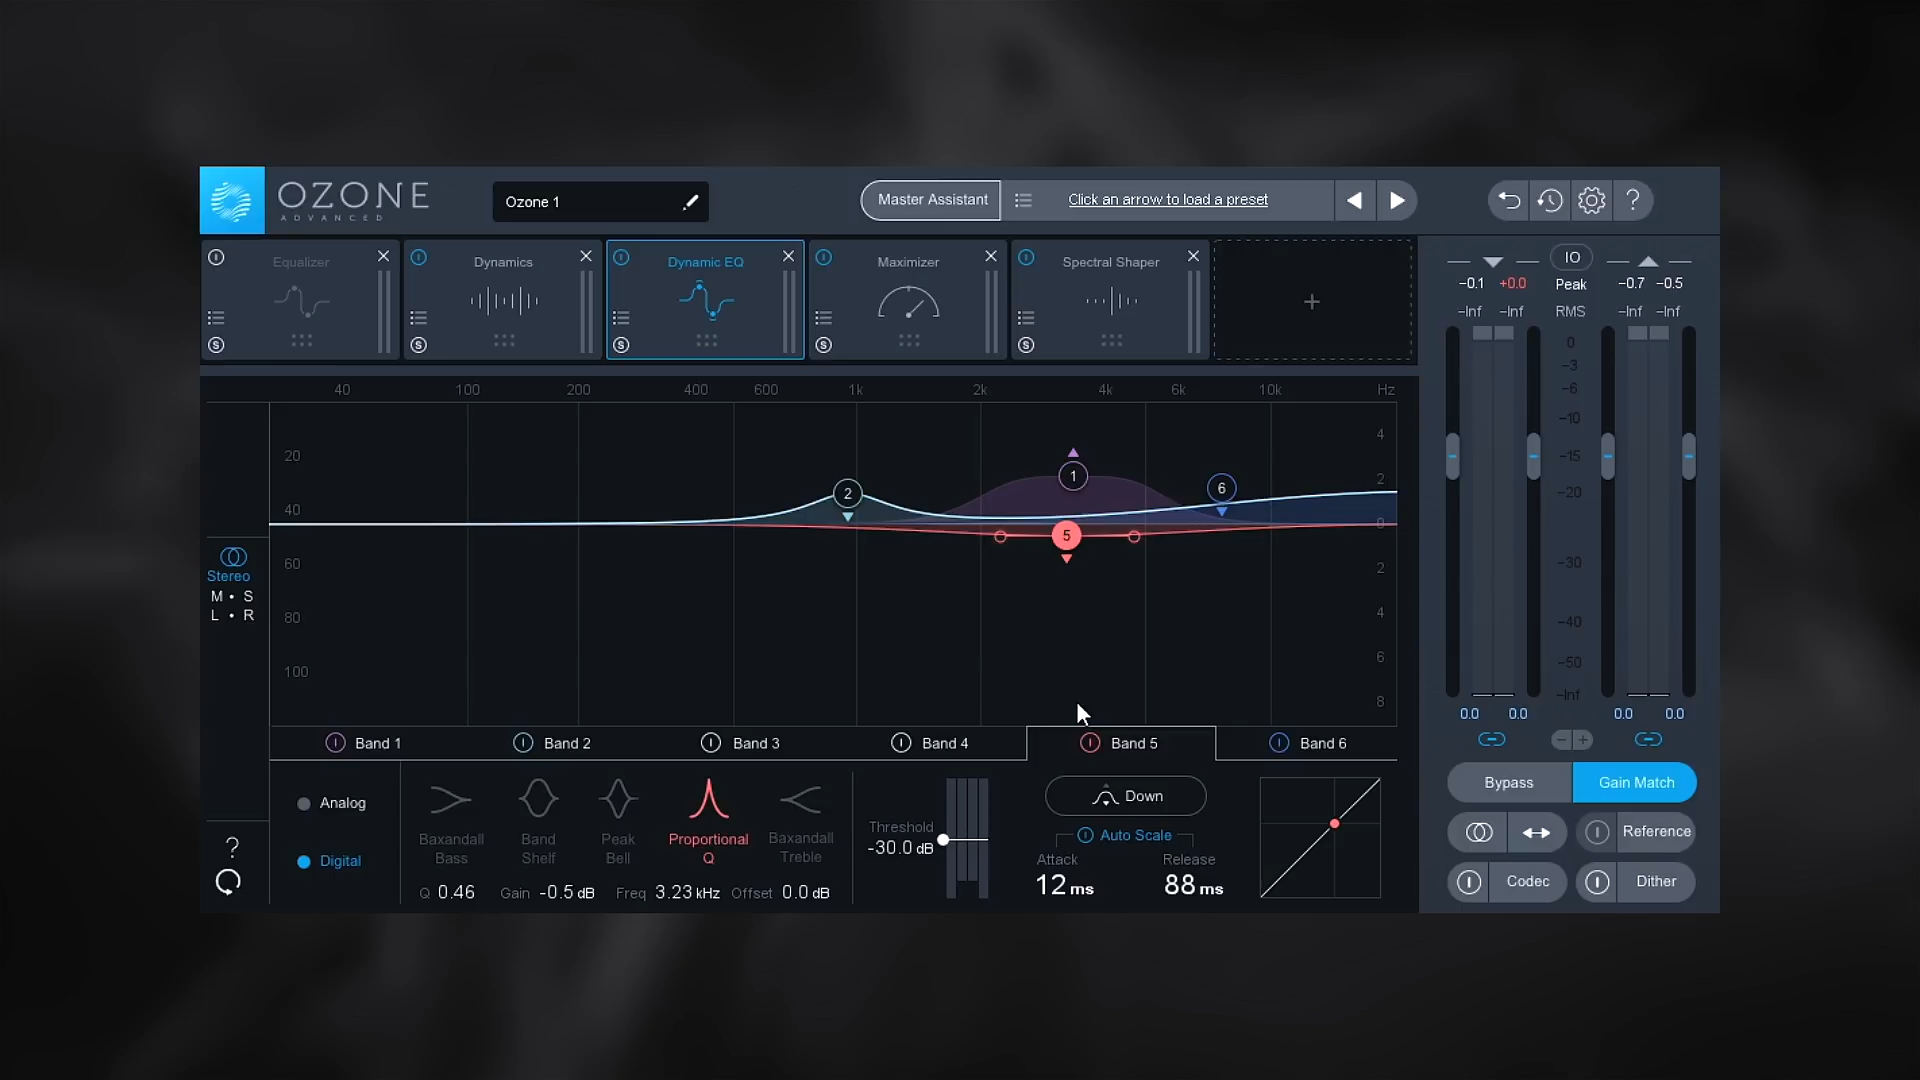 OZONE
ADVANCED
Ozone 1
Master Assistant
Click an arrow to load a preset
?
Equalizer
S
Dynamics
S
Dynamic EQ
S
Maximizer
S
Spectral Shaper
S
+
IO
-0.1 +0.0 Peak -0.7 -0.5
-Inf -Inf RMS -Inf -Inf
0
-3
-6
-10
-15
-20
-30
-40
-50
-Inf
0.0 0.0 0.0 0.0
- +
Bypass Gain Match
Reference
Codec Dither
40 100 200 400 600 1k 2k 4k 6k 10k Hz
20
40
60
80
100
4
2
0
2
4
6
8
1
2
5
6
Stereo
M • S
L • R
?
Band 1 Band 2 Band 3 Band 4 Band 5 Band 6
Analog
Digital
Baxandall Bass
Band Shelf
Peak Bell
Proportional Q
Baxandall Treble
Q 0.46 Gain -0.5 dB Freq 3.23 kHz Offset 0.0 dB
Threshold
-30.0 dB
Down
Auto Scale
Attack
12 ms
Release
88 ms